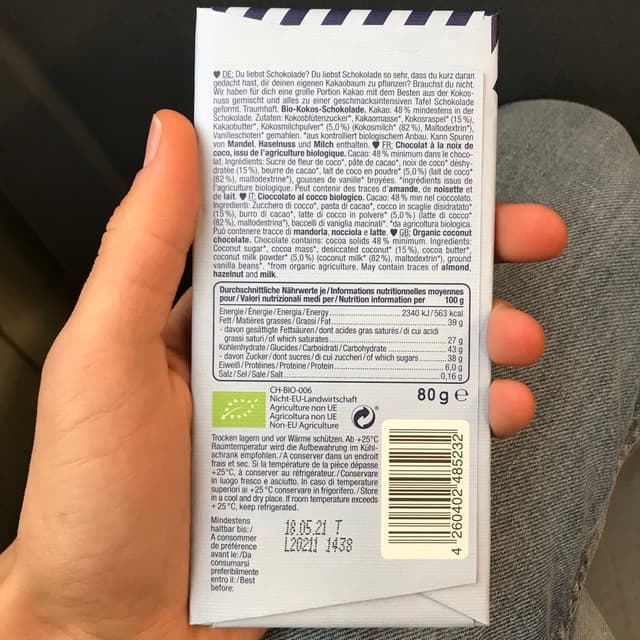 ♥ DE: Du liebst Schokolade? Du liebst Schokolade so sehr, dass du kurz daran
gedacht hast, dir deinen eigenen Kakaobaum zu pflanzen? Brauchst du nicht.
Wir haben für dich eine große Portion Kakao mit dem Besten aus der Kokos-
nuss gemischt und alles zu einer geschmacksintensiven Tafel Schokolade
geformt. Traumhaft. Bio-Kokos-Schokolade. Kakao: 48 % mindestens in der
Schokolade. Zutaten: Kokosblütenzucker*, Kakaomasse*, Kokosraspel* (15 %),
Kakaobutter*, Kokosmilchpulver* (5,0 %) (Kokosmilch* (82 %), Maltodextrin*),
Vanilleschoten* gemahlen. *aus kontrolliert biologischem Anbau. Kann Spuren
von Mandel, Haselnuss und Milch enthalten. ♥ FR: Chocolat à la noix de
coco, issu de l'agriculture biologique. Cacao: 48 % minimum dans le choco-
lat. Ingrédients: Sucre de fleur de coco*, pâte de cacao*, noix de coco* déshy-
dratée (15 %), beurre de cacao*, lait de coco en poudre* (5,0 %) (lait de coco*
(82 %), maltodextrine*), gousses de vanille* broyées. *ingrédients issus de
l'agriculture biologique. Peut contenir des traces d'amande, de noisette et
de lait. ♥ IT: Cioccolato al cocco biologico. Cacao: 48 % min nel cioccolato.
Ingredienti: Zucchero di cocco*, pasta di cacao*, cocco in scaglie disidratato*
(15 %), burro di cacao*, latte di cocco in polvere* (5,0 %) (latte di cocco*
(82 %), maltodestrina*), baccelli di vaniglia macinati*. *da agricoltura biologica.
Può contenere tracce di mandorla, nocciola e latte. ♥ GB: Organic coconut
chocolate. Chocolate contains: cocoa solids 48 % minimum. Ingredients:
Coconut sugar*, cocoa mass*, desiccated coconut* (15 %), cocoa butter*,
coconut milk powder* (5,0 %) (coconut milk* (82 %), maltodextrin*), ground
vanilla beans*. *from organic agriculture. May contain traces of almond,
hazelnut and milk.
Durchschnittliche Nährwerte je / Informations nutritionnelles moyennes
pour / Valori nutrizionali medi per / Nutrition information per 100 g
Energie / Énergie / Energia / Energy 2340 kJ / 563 kcal
Fett / Matières grasses / Grassi / Fat 39 g
- davon gesättigte Fettsäuren / dont acides gras saturés / di cui acidi
grassi saturi / of which saturates 27 g
Kohlenhydrate / Glucides / Carboidrati / Carbohydrate 43 g
- davon Zucker / dont sucres / di cui zuccheri / of which sugars 38 g
Eiweiß / Protéines / Proteine / Protein 6,0 g
Salz / Sel / Sale / Salt 0,16 g
CH-BIO-006
Nicht-EU-Landwirtschaft
Agriculture non UE
Agricoltura non UE
Non-EU Agriculture
80 g ℮
Trocken lagern und vor Wärme schützen. Ab +25°C
Raumtemperatur wird die Aufbewahrung im Kühl-
schrank empfohlen. / A conserver dans un endroit
frais et sec. Si la température de la pièce dépasse
+25°C, à conserver au réfrigérateur. / Conservare
in luogo fresco e asciutto. In caso di temperature
superiori ai +25 °C conservare in frigorifero. / Store
in a cool and dry place. If room temperature exceeds
+25°C, keep refrigerated.
Mindestens
haltbar bis: /
A consommer
de préférence
avant le: / Da
consumarsi
preferibilmente
entro il: / Best
before:
18.05.21 T
L20211 1438
4 260402 485232